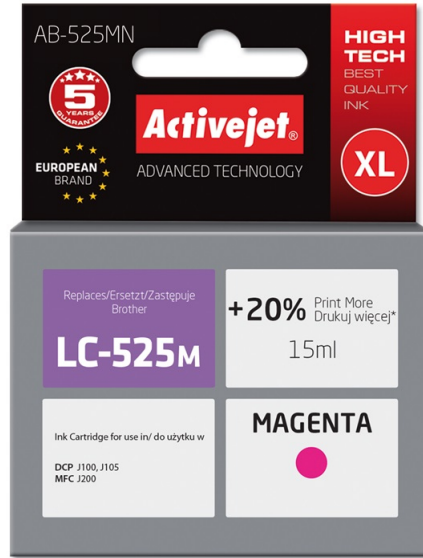 AB-525MN
HIGH
TECH
BEST
QUALITY
INK
5
YEARS
GUARANTEE
Activejet®
EUROPEAN
BRAND
ADVANCED TECHNOLOGY
XL
Replaces/Ersetzt/Zastępuje
Brother
LC-525M
+20% Print More
Drukuj więcej*
15ml
Ink Cartridge for use in/ do użytku w
DCP J100, J105
MFC J200
MAGENTA